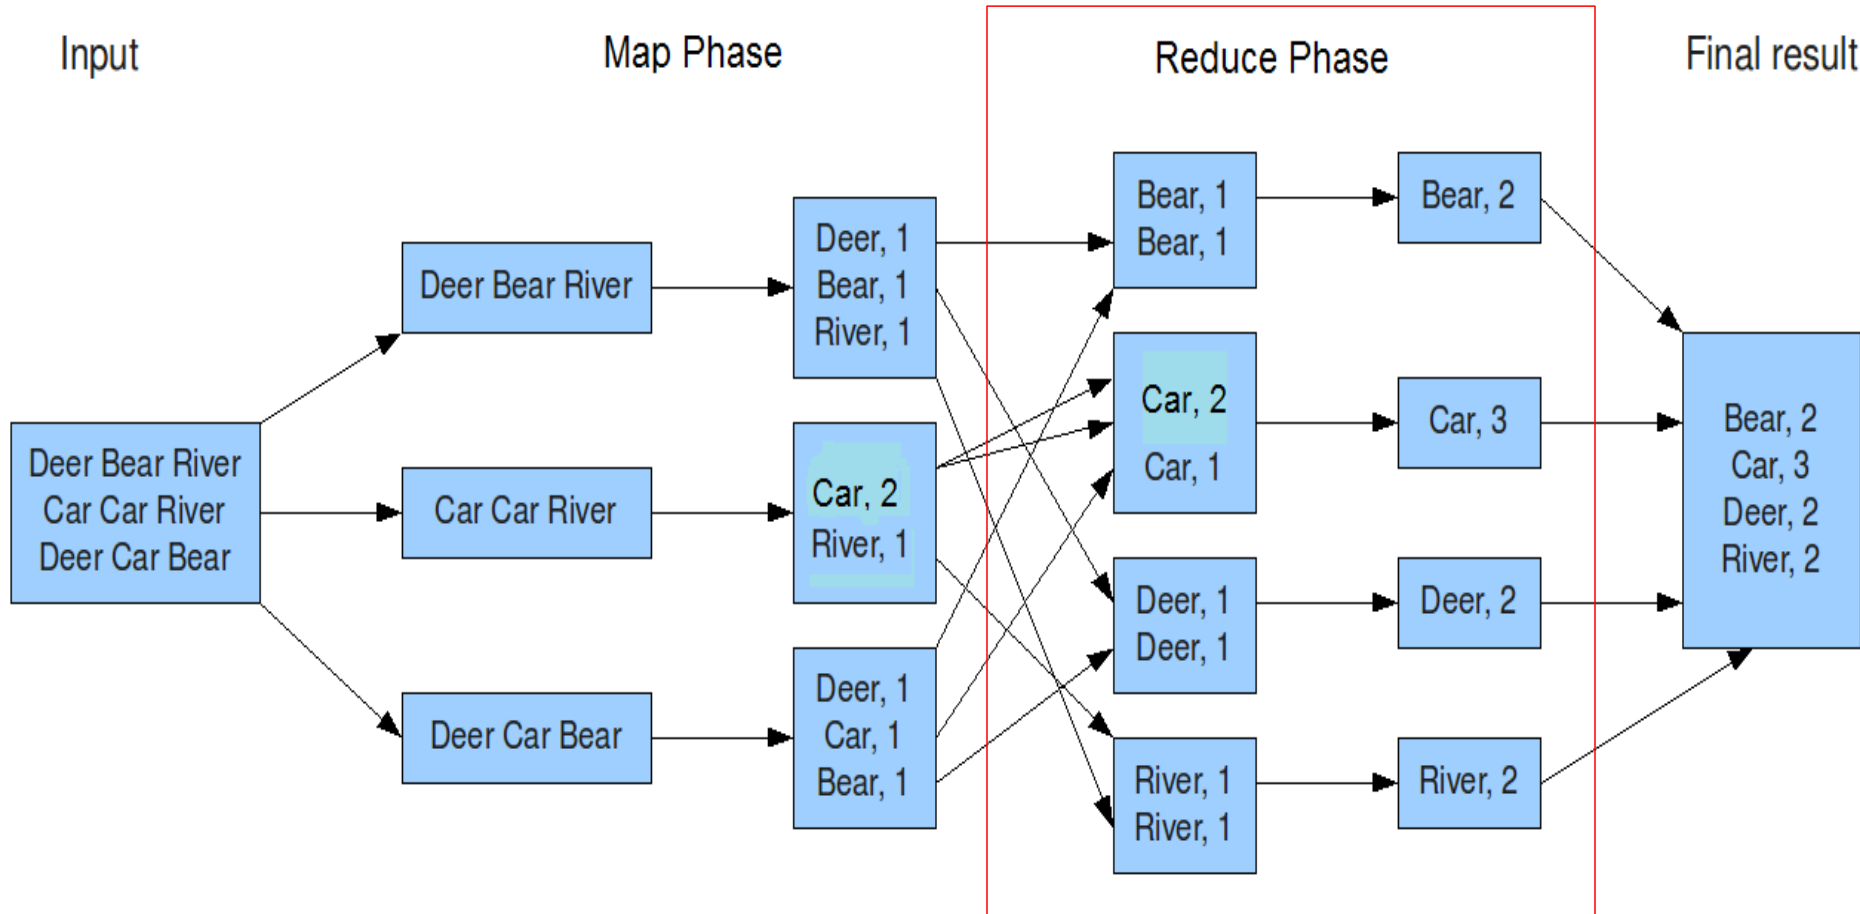 Input
Map Phase
Reduce Phase
Final result
Deer Bear River
Car Car River
Deer Car Bear
Deer Bear River
Car Car River
Deer Car Bear
Deer, 1
Bear, 1
River, 1
Car, 2
River, 1
Deer, 1
Car, 1
Bear, 1
Bear, 1
Bear, 1
Car, 2
Car, 1
Deer, 1
Deer, 1
River, 1
River, 1
Bear, 2
Car, 3
Deer, 2
River, 2
Bear, 2
Car, 3
Deer, 2
River, 2